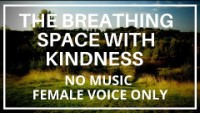 THE BREATHING
SPACE WITH
KINDNESS
NO MUSIC
FEMALE VOICE ONLY